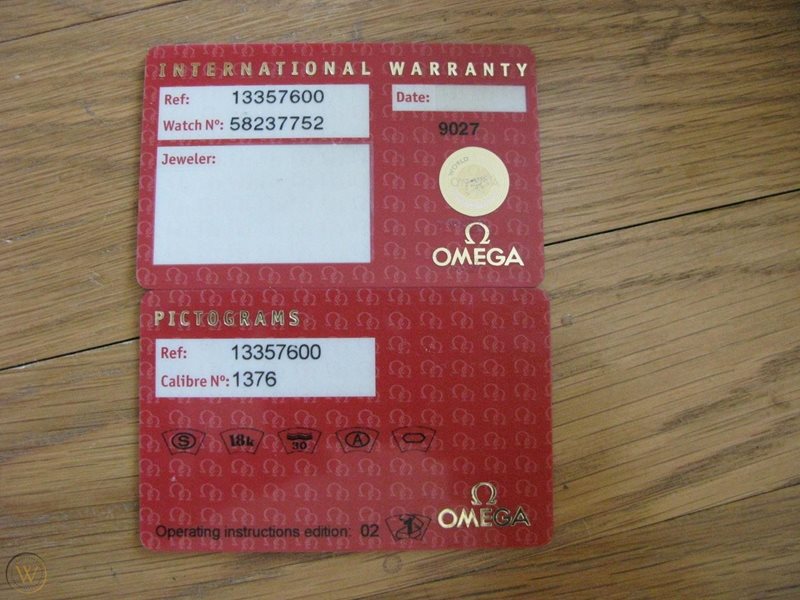 INTERNATIONAL WARRANTY
Ref: 13357600
Watch Nº: 58237752
Date:
9027
Jeweler:
WORLD
Ω
OMEGA
PICTOGRAMS
Ref: 13357600
Calibre Nº: 1376
S
18k
30
A
Ω
OMEGA
Operating instructions edition: 02
W